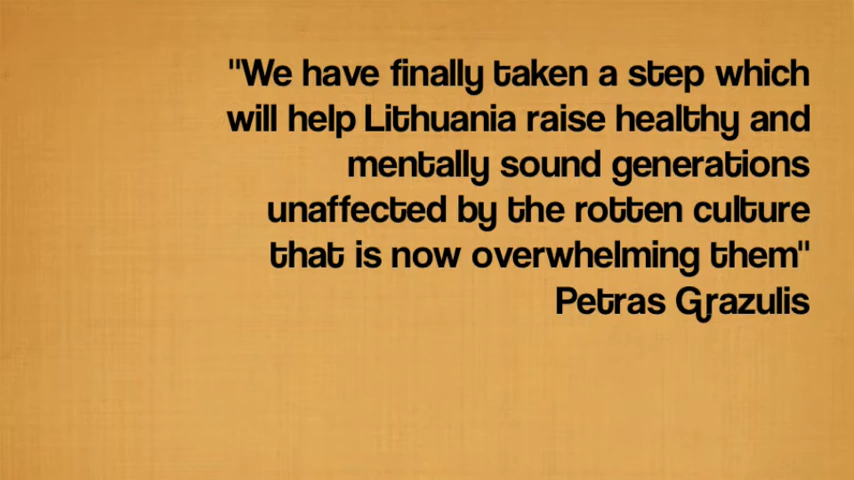 "We have finally taken a step which
will help Lithuania raise healthy and
mentally sound generations
unaffected by the rotten culture
that is now overwhelming them"
Petras Grazulis